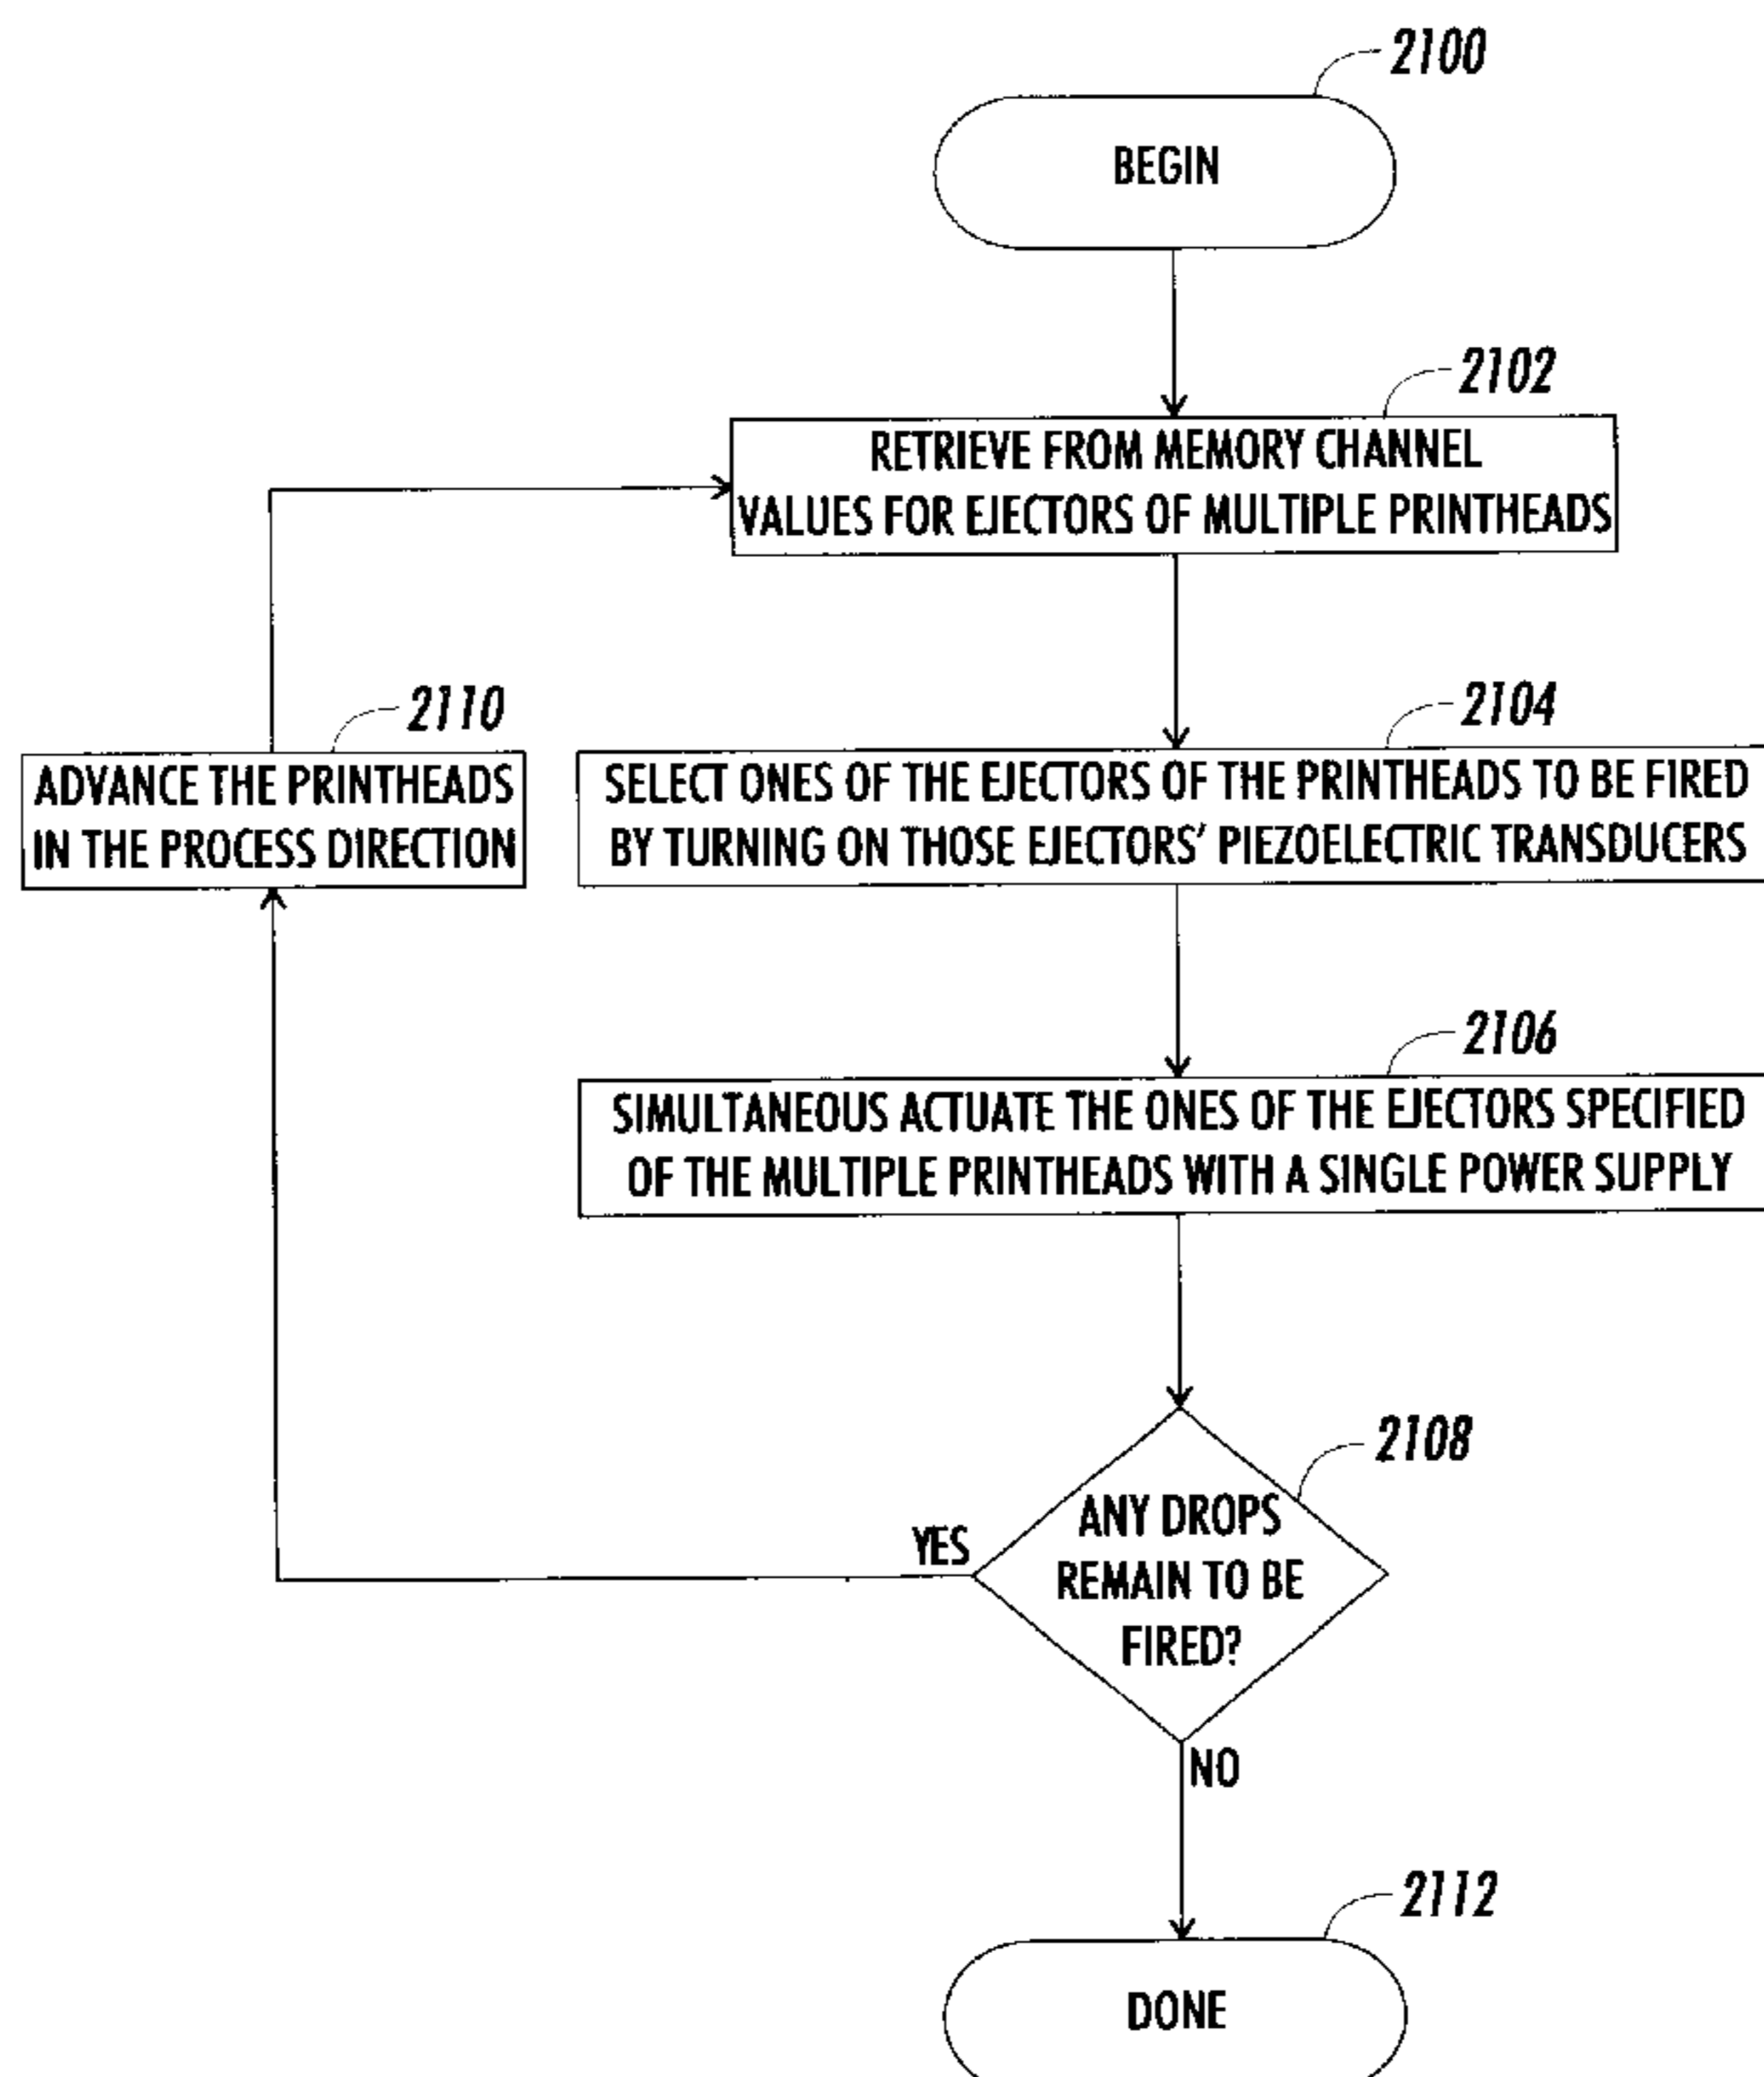 2100
BEGIN
2102
RETRIEVE FROM MEMORY CHANNEL
VALUES FOR EJECTORS OF MULTIPLE PRINTHEADS
2110
ADVANCE THE PRINTHEADS
IN THE PROCESS DIRECTION
2104
SELECT ONES OF THE EJECTORS OF THE PRINTHEADS TO BE FIRED
BY TURNING ON THOSE EJECTORS' PIEZOELECTRIC TRANSDUCERS
2106
SIMULTANEOUS ACTUATE THE ONES OF THE EJECTORS SPECIFIED
OF THE MULTIPLE PRINTHEADS WITH A SINGLE POWER SUPPLY
2108
ANY DROPS
REMAIN TO BE
FIRED?
YES
NO
2112
DONE